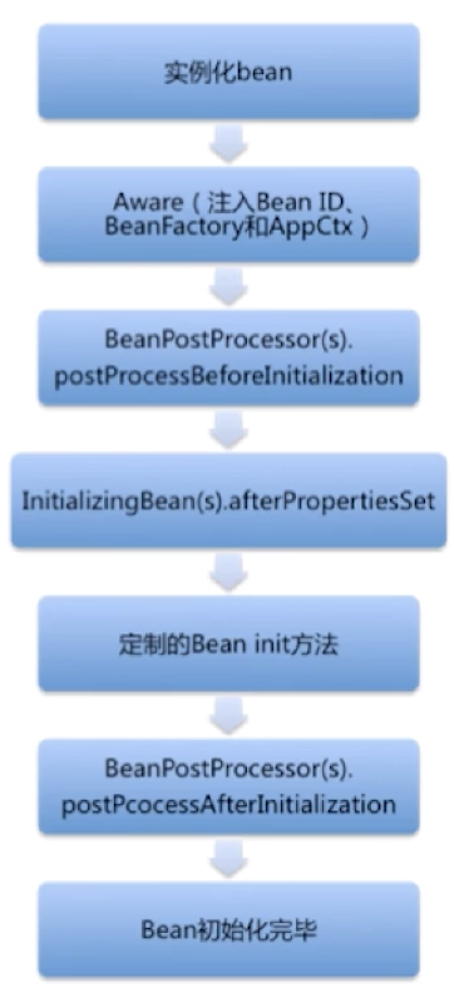 实例化bean
Aware（注入Bean ID、
BeanFactory和AppCtx）
BeanPostProcessor(s).
postProcessBeforeInitialization
InitializingBean(s).afterPropertiesSet
定制的Bean init方法
BeanPostProcessor(s).
postPcocessAfterInitialization
Bean初始化完毕